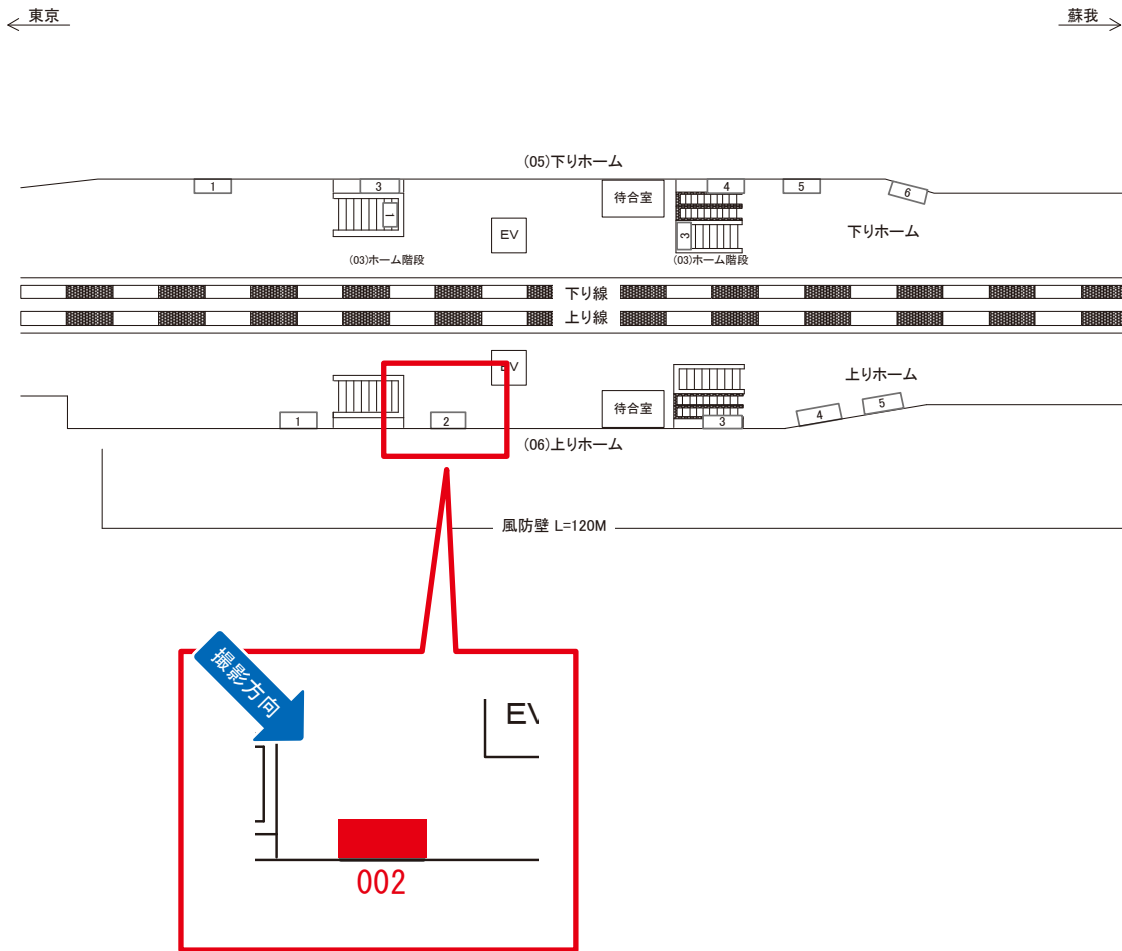 東京
蘇我
(05)下りホーム
1
3
4
5
6
待合室
1
3
EV
下りホーム
(03)ホーム階段
(03)ホーム階段
下り線
上り線
EV
上りホーム
待合室
1
2
3
4
5
(06)上りホーム
風防壁 L=120M
撮影方向
EV
002